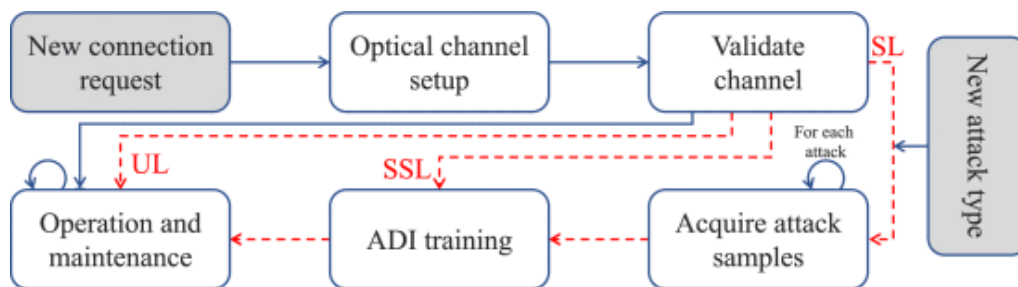 New connection
request
Optical channel
setup
Validate
channel
SL
New attack type
For each
attack
UL
SSL
Operation and
maintenance
ADI training
Acquire attack
samples